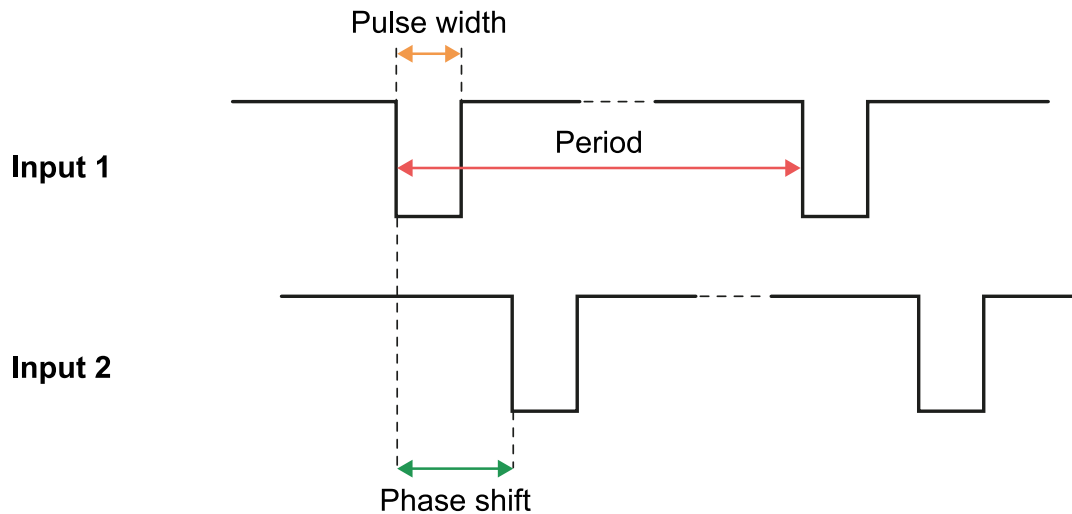 Pulse width
Input 1
Period
Input 2
Phase shift